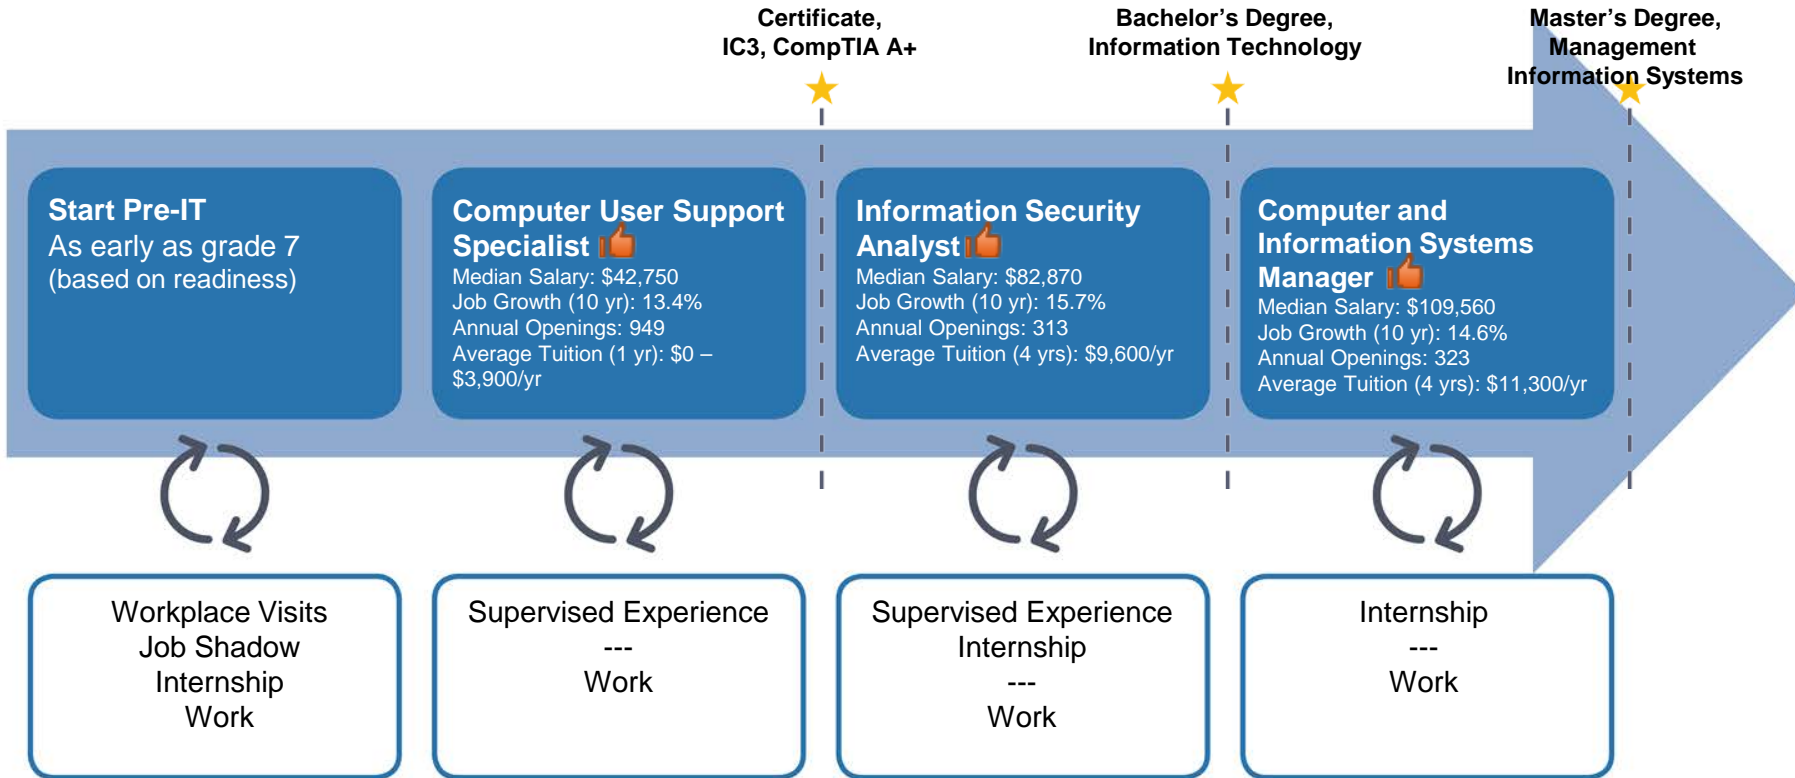 Certificate,
IC3, CompTIA A+
Bachelor's Degree,
Information Technology
Master's Degree,
Management
Information Systems
Start Pre-IT
As early as grade 7
(based on readiness)
Computer User Support
Specialist
Median Salary: $42,750
Job Growth (10 yr): 13.4%
Annual Openings: 949
Average Tuition (1 yr): $0 –
$3,900/yr
Information Security
Analyst
Median Salary: $82,870
Job Growth (10 yr): 15.7%
Annual Openings: 313
Average Tuition (4 yrs): $9,600/yr
Computer and
Information Systems
Manager
Median Salary: $109,560
Job Growth (10 yr): 14.6%
Annual Openings: 323
Average Tuition (4 yrs): $11,300/yr
Workplace Visits
Job Shadow
Internship
Work
Supervised Experience
---
Work
Supervised Experience
Internship
---
Work
Internship
---
Work